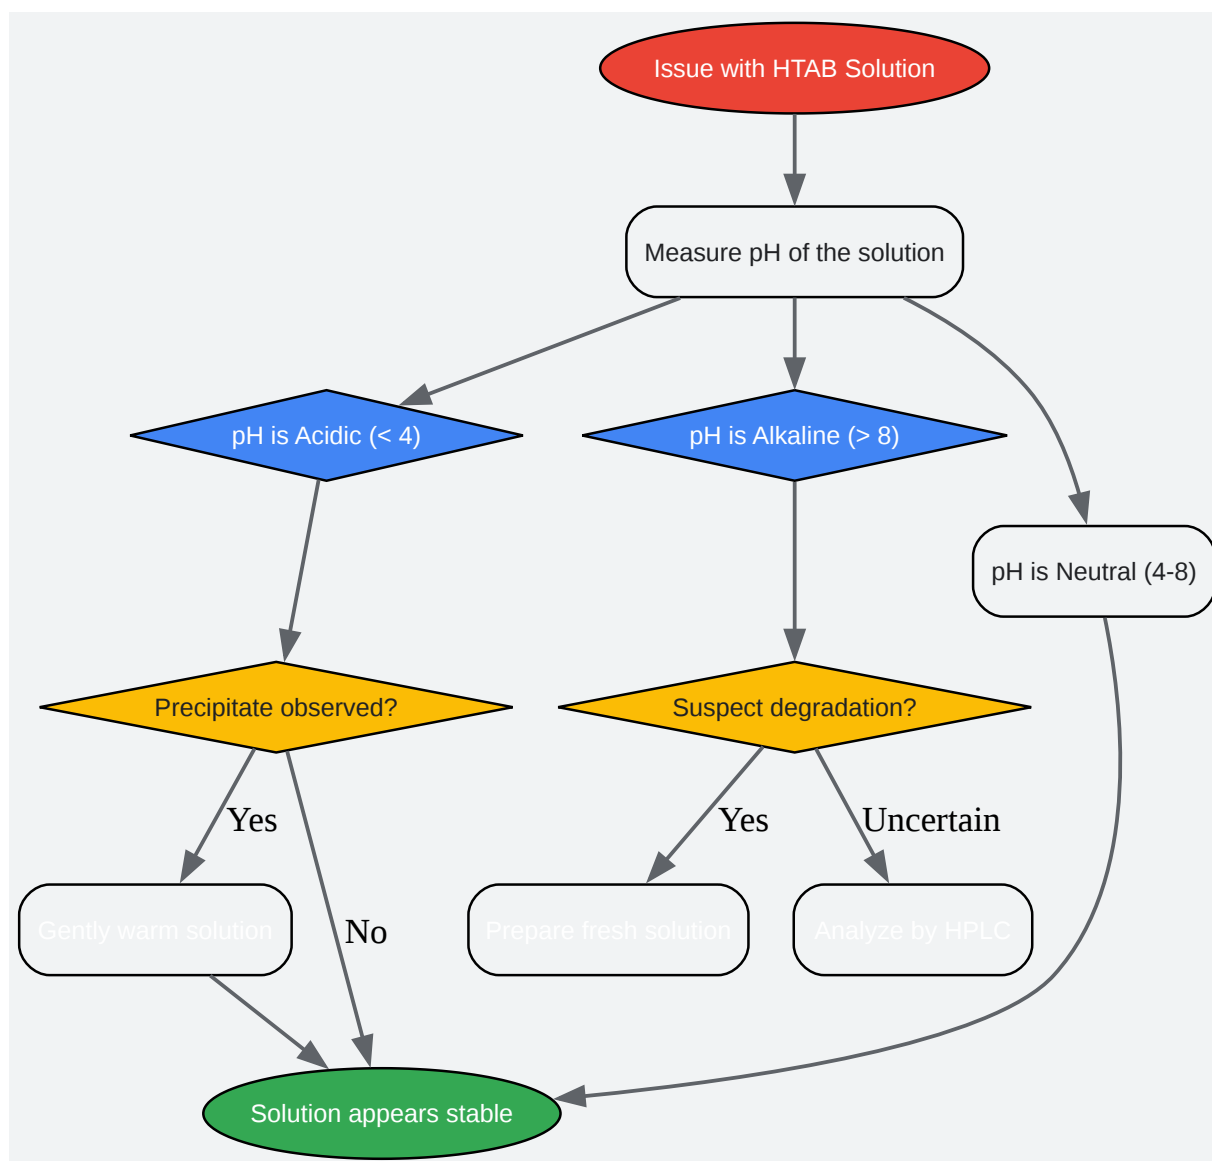 Issue with HTAB Solution
Measure pH of the solution
pH is Acidic (< 4)
pH is Alkaline (> 8)
pH is Neutral (4-8)
Precipitate observed?
Suspect degradation?
Yes
Yes
Uncertain
Gently warm solution
No
Prepare fresh solution
Analyze by HPLC
Solution appears stable